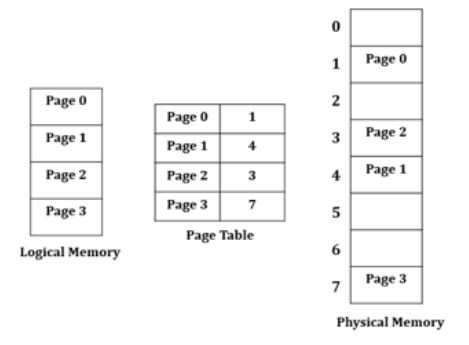 Page 0
Page 1
Page 2
Page 3
Logical Memory
Page 0 1
Page 1 4
Page 2 3
Page 3 7
Page Table
0
1 Page 0
2
3 Page 2
4 Page 1
5
6
7 Page 3
Physical Memory